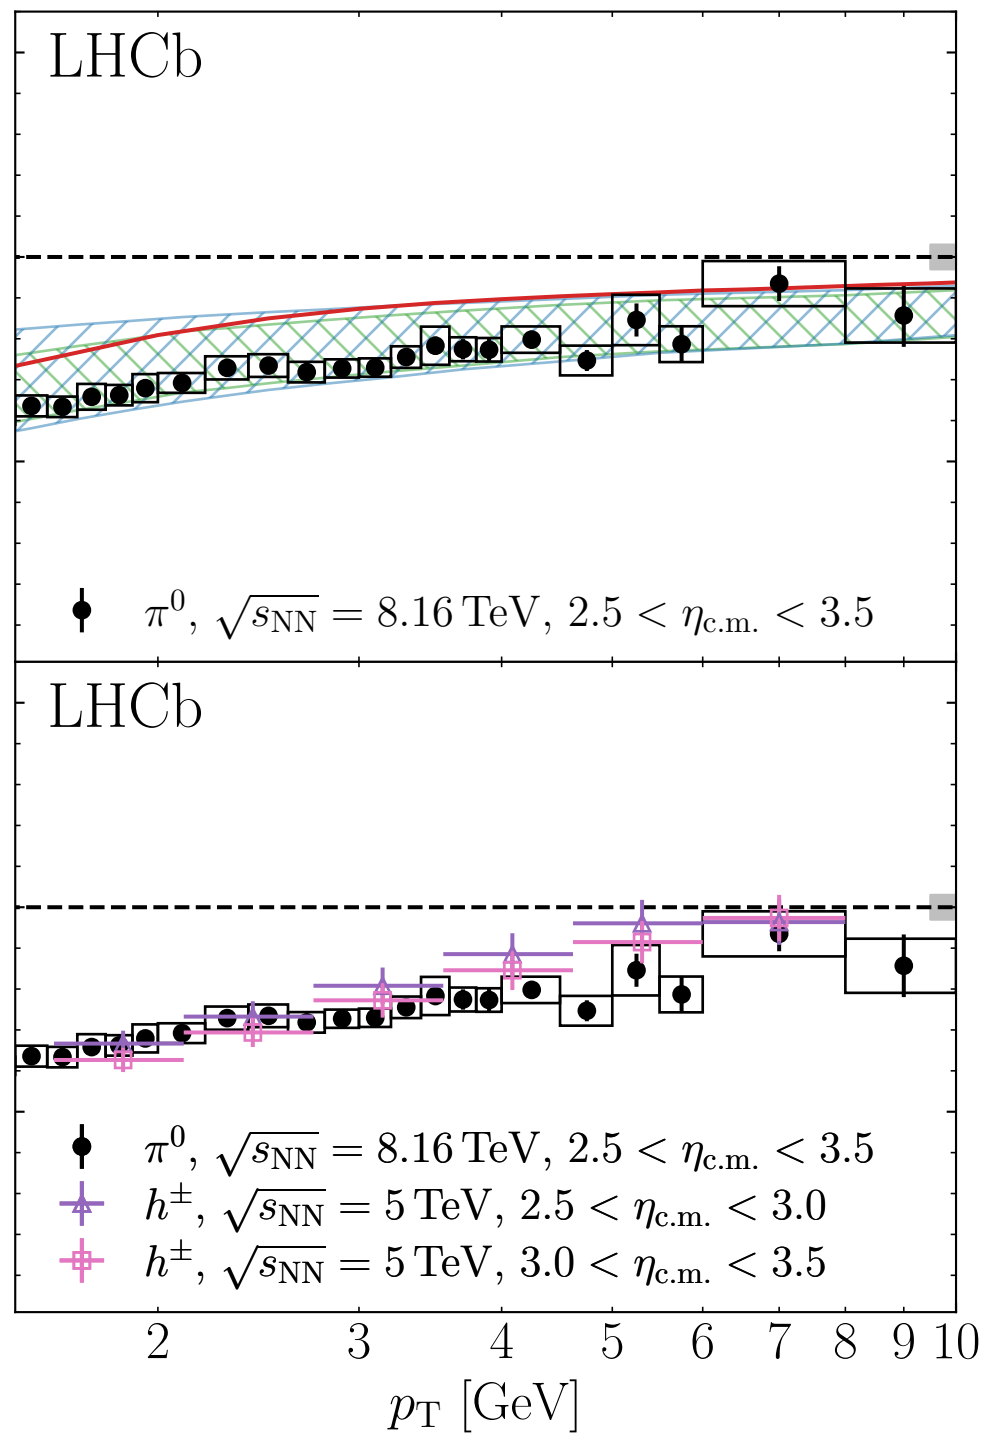 LHCb
π⁰, √sNN = 8.16 TeV, 2.5 < ηc.m. < 3.5
LHCb
π⁰, √sNN = 8.16 TeV, 2.5 < ηc.m. < 3.5
h±, √sNN = 5 TeV, 2.5 < ηc.m. < 3.0
h±, √sNN = 5 TeV, 3.0 < ηc.m. < 3.5
2 3 4 5 6 7 8 9 10
pT [GeV]